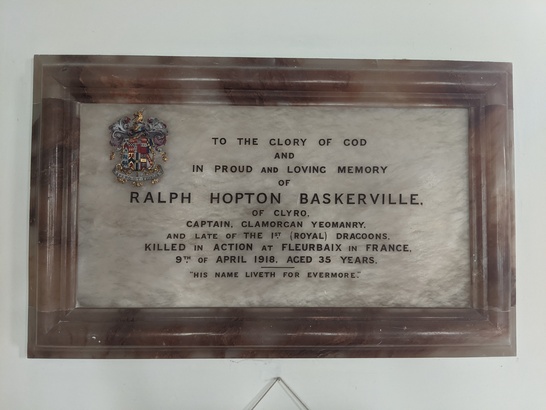 TO THE GLORY OF GOD
AND
IN PROUD AND LOVING MEMORY
OF
RALPH HOPTON BASKERVILLE,
OF CLYRO,
CAPTAIN, GLAMORGAN YEOMANRY,
AND LATE OF THE 1ST (ROYAL) DRAGOONS,
KILLED IN ACTION AT FLEURBAIX IN FRANCE,
9TH OF APRIL 1918, AGED 35 YEARS.
"HIS NAME LIVETH FOR EVERMORE."